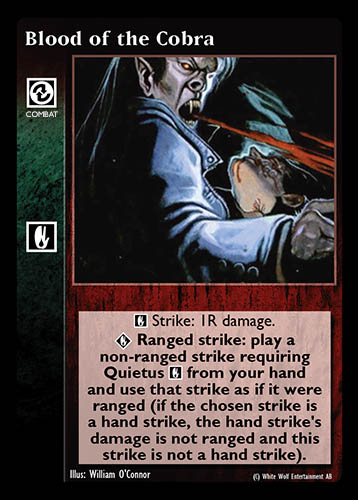 Blood of the Cobra
COMBAT
Strike: 1R damage.
Ranged strike: play a
non-ranged strike requiring
Quietus from your hand
and use that strike as if it were
ranged (if the chosen strike is
a hand strike, the hand strike's
damage is not ranged and this
strike is not a hand strike).
Illus: William O'Connor
(C) White Wolf Entertainment AB